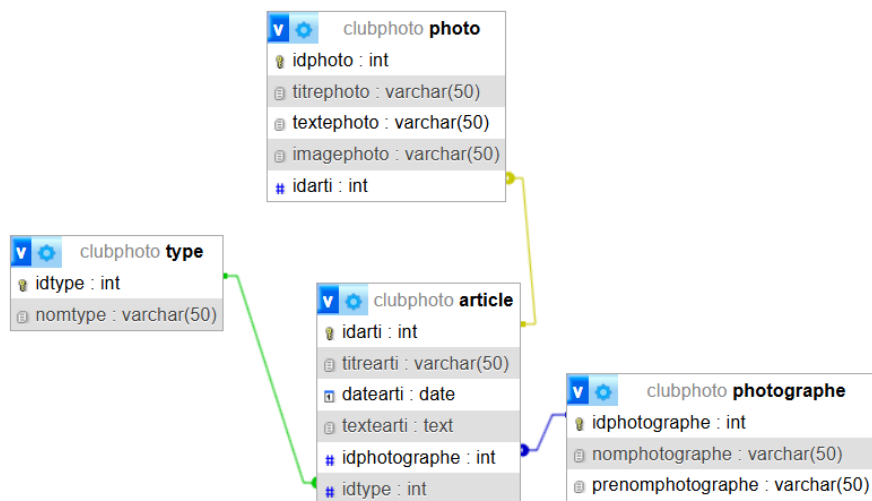 v clubphoto photo
idphoto : int
titrephoto : varchar(50)
textephoto : varchar(50)
imagephoto : varchar(50)
# idarti : int
v clubphoto type
idtype : int
nomtype : varchar(50)
v clubphoto article
idarti : int
titrearti : varchar(50)
datearti : date
textearti : text
# idphotographe : int
# idtype : int
v clubphoto photographe
idphotographe : int
nomphotographe : varchar(50)
prenomphotographe : varchar(50)